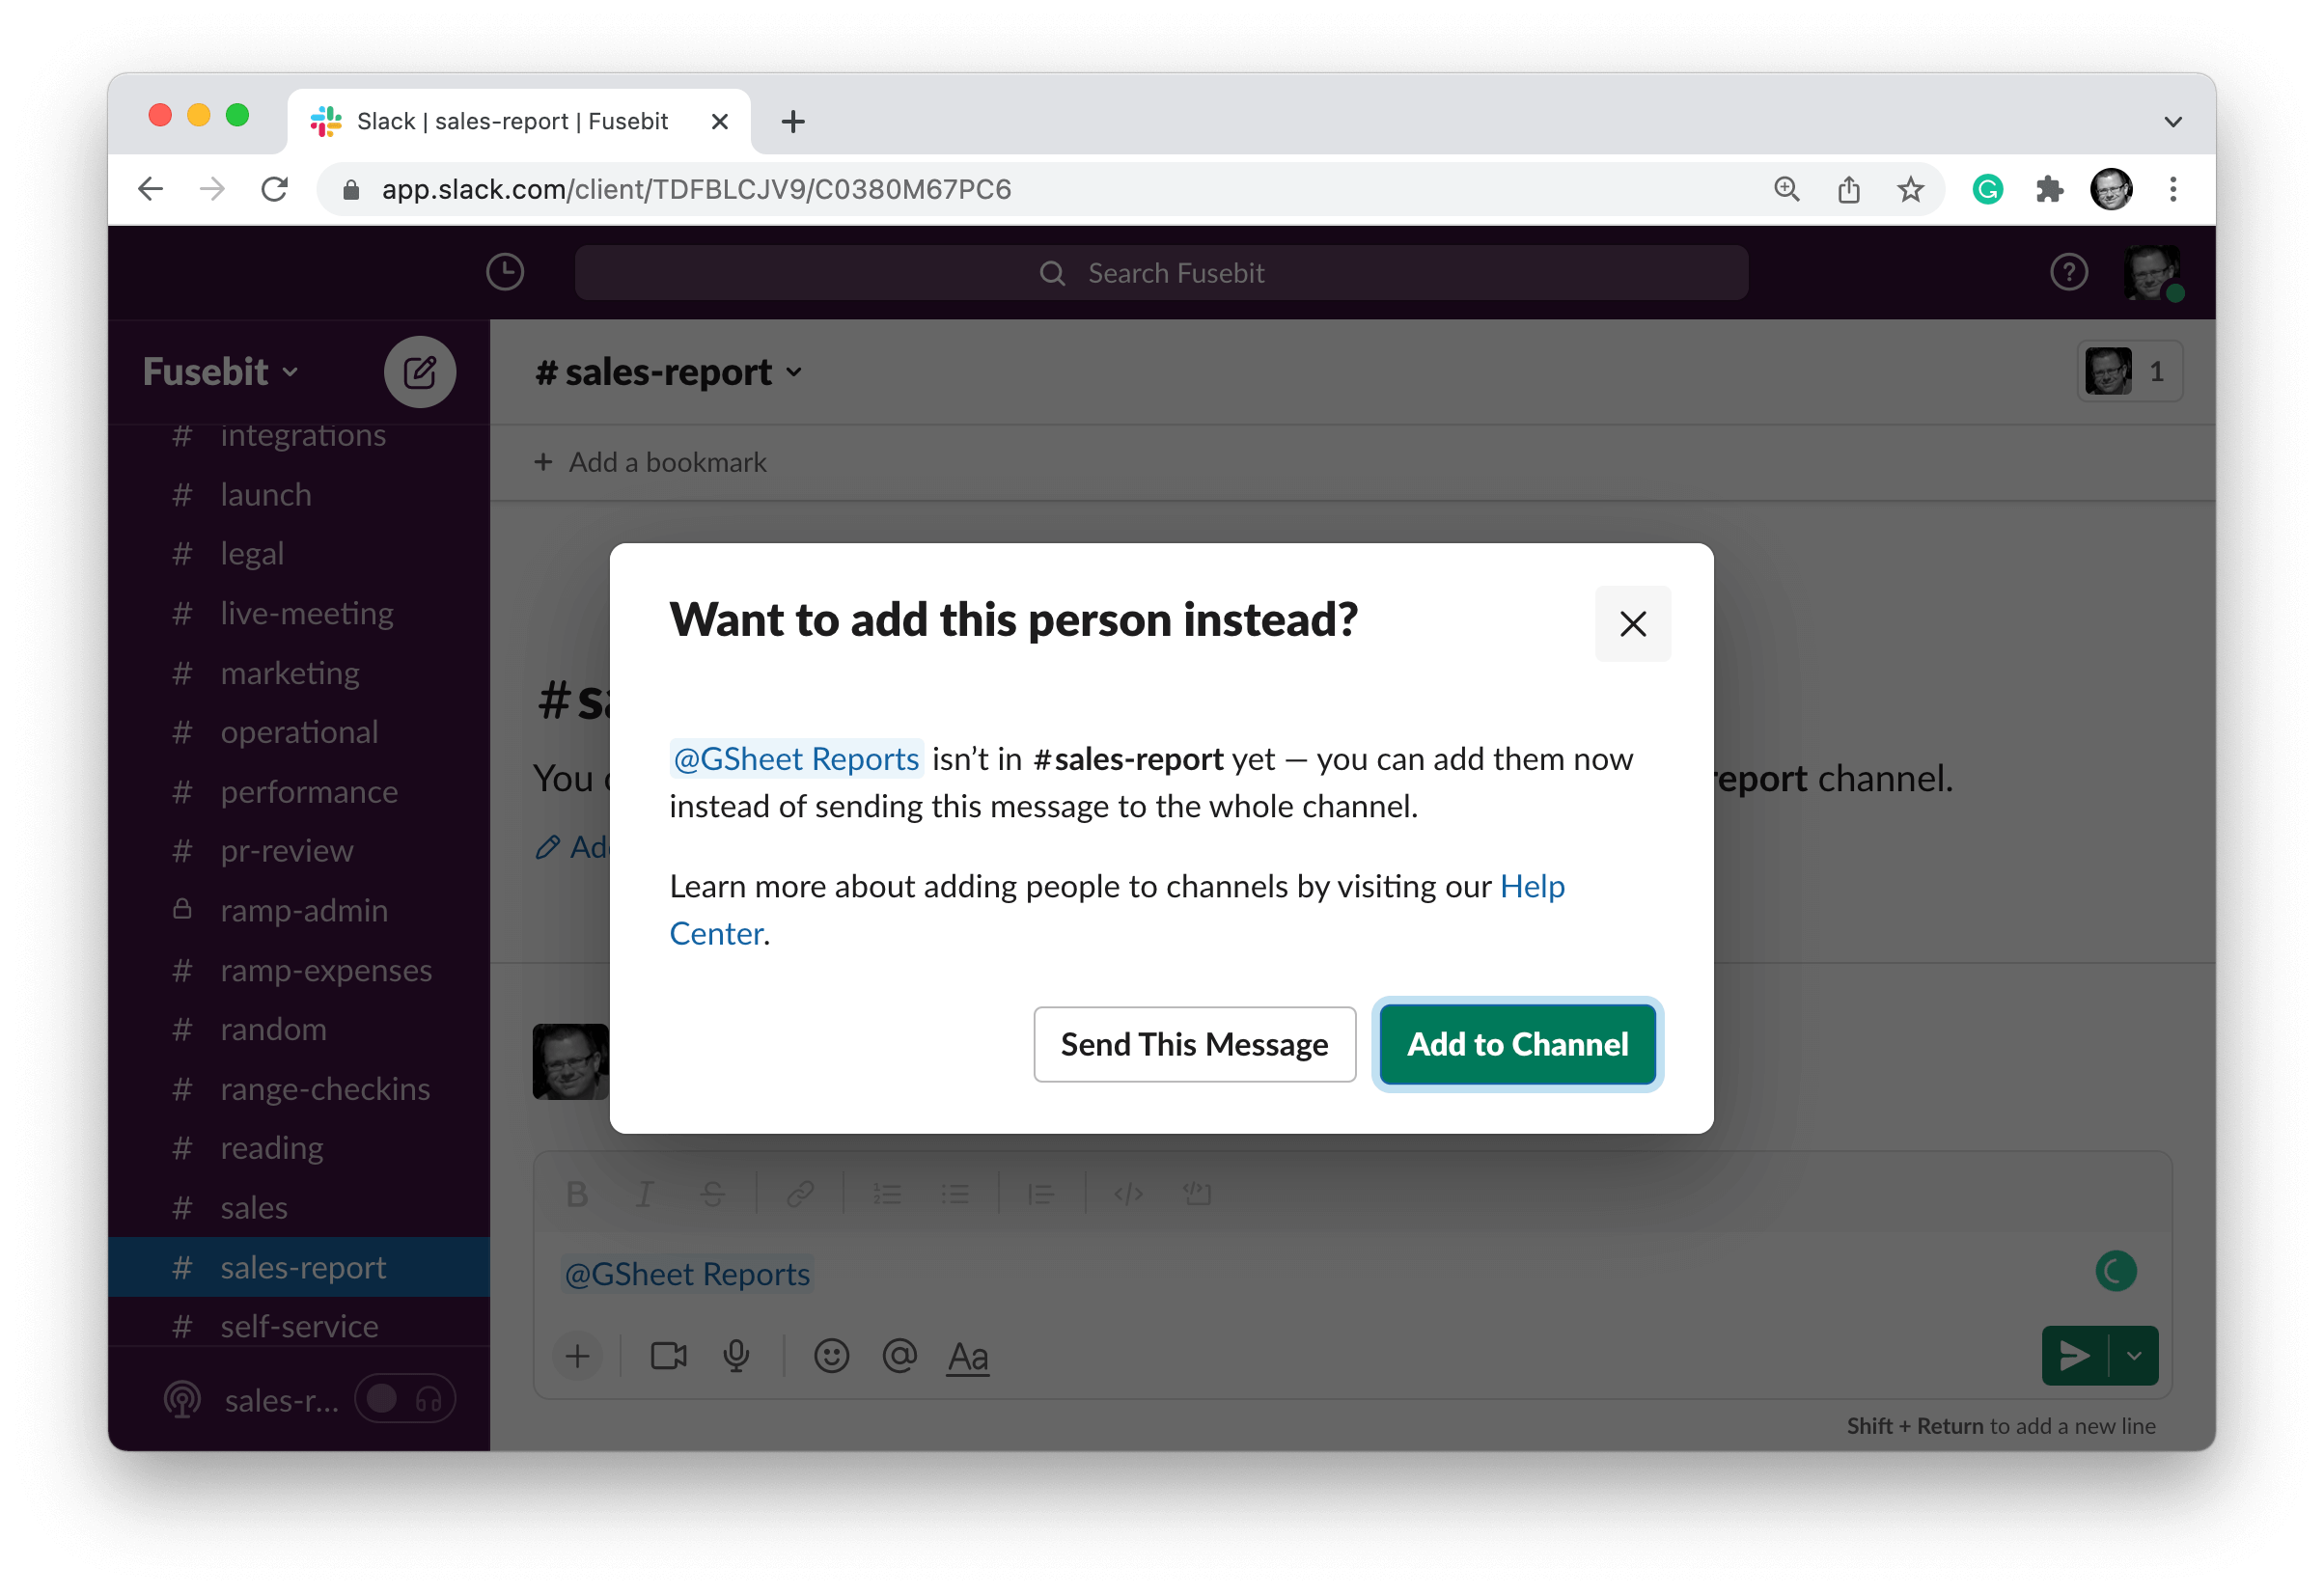 Slack | sales-report | Fusebit
app.slack.com/client/TDFBLCJV9/C0380M67PC6
Search Fusebit
Fusebit
# integrations
# launch
# legal
# live-meeting
# marketing
# operational
# performance
# pr-review
ramp-admin
# ramp-expenses
# random
# range-checkins
# reading
# sales
# sales-report
# self-service
sales-r...
# sales-report
1
+ Add a bookmark
# sa
You
report channel.
Ad
Want to add this person instead?
@GSheet Reports isn’t in #sales-report yet — you can add them now
instead of sending this message to the whole channel.
Learn more about adding people to channels by visiting our Help
Center.
Send This Message
Add to Channel
@GSheet Reports
Aa
Shift + Return to add a new line